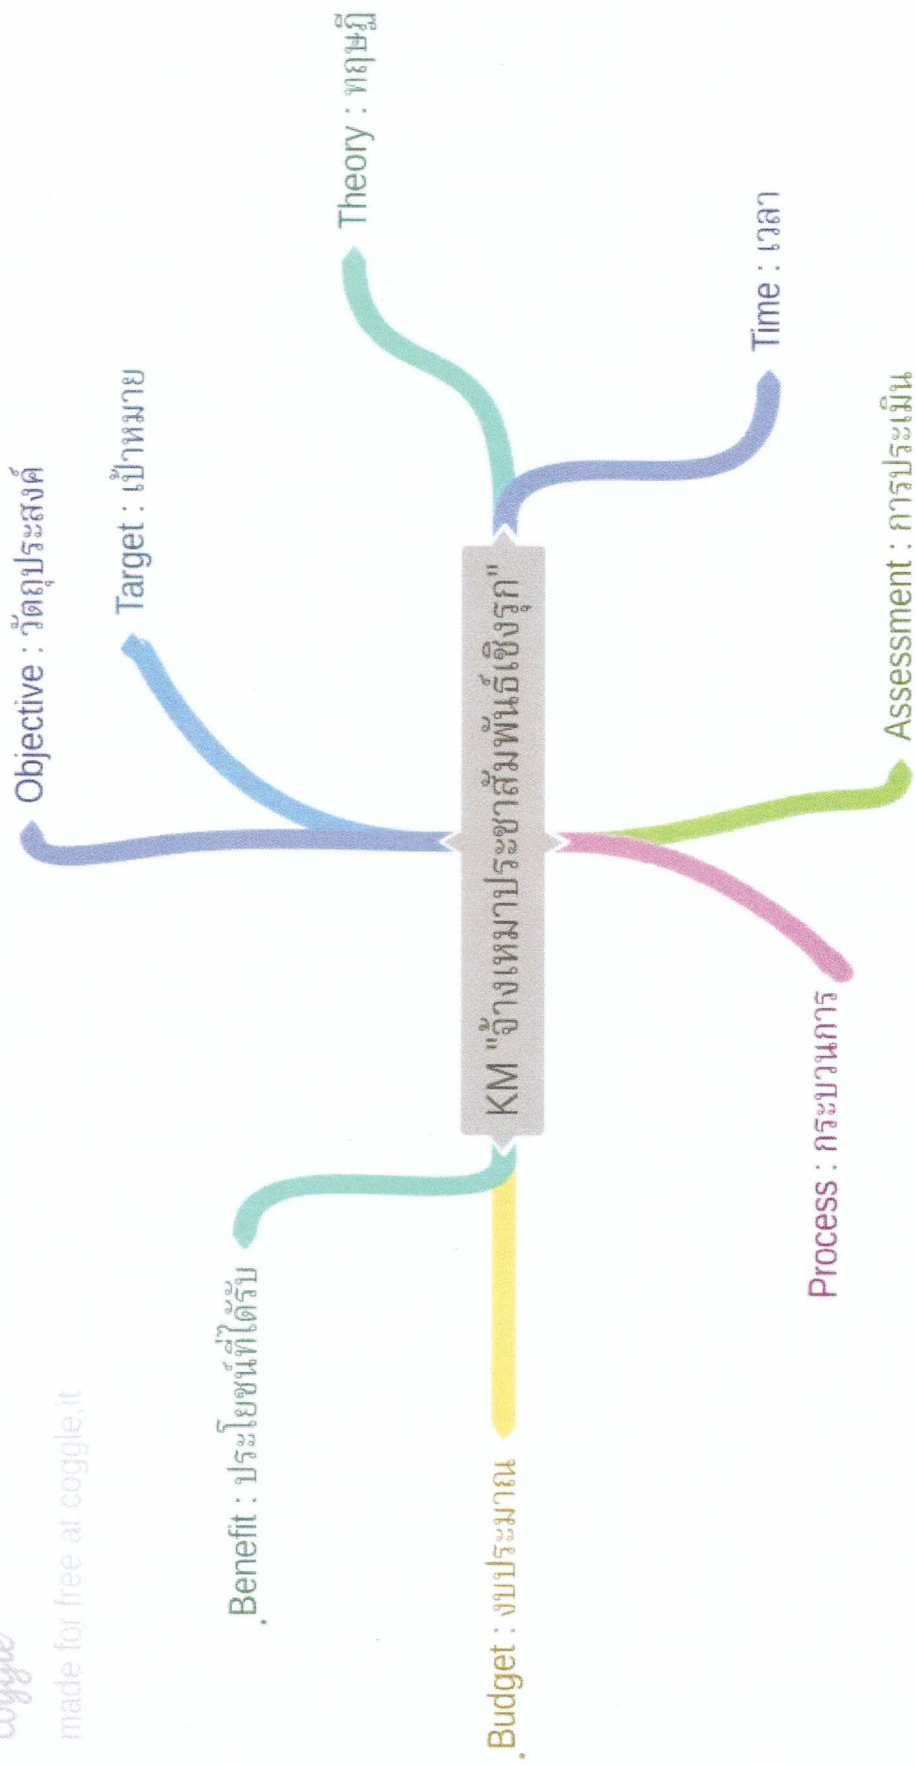 coggle
made for free at coggle.it
Objective : วัตถุประสงค์
Target : เป้าหมาย
. Benefit : ประโยชน์ที่ได้รับ
Theory : ทฤษฎี
KM "จ้างเหมาประชาสัมพันธ์เชิงรุก"
. Budget : งบประมาณ
Time : เวลา
Process : กระบวนการ
Assessment : การประเมิน